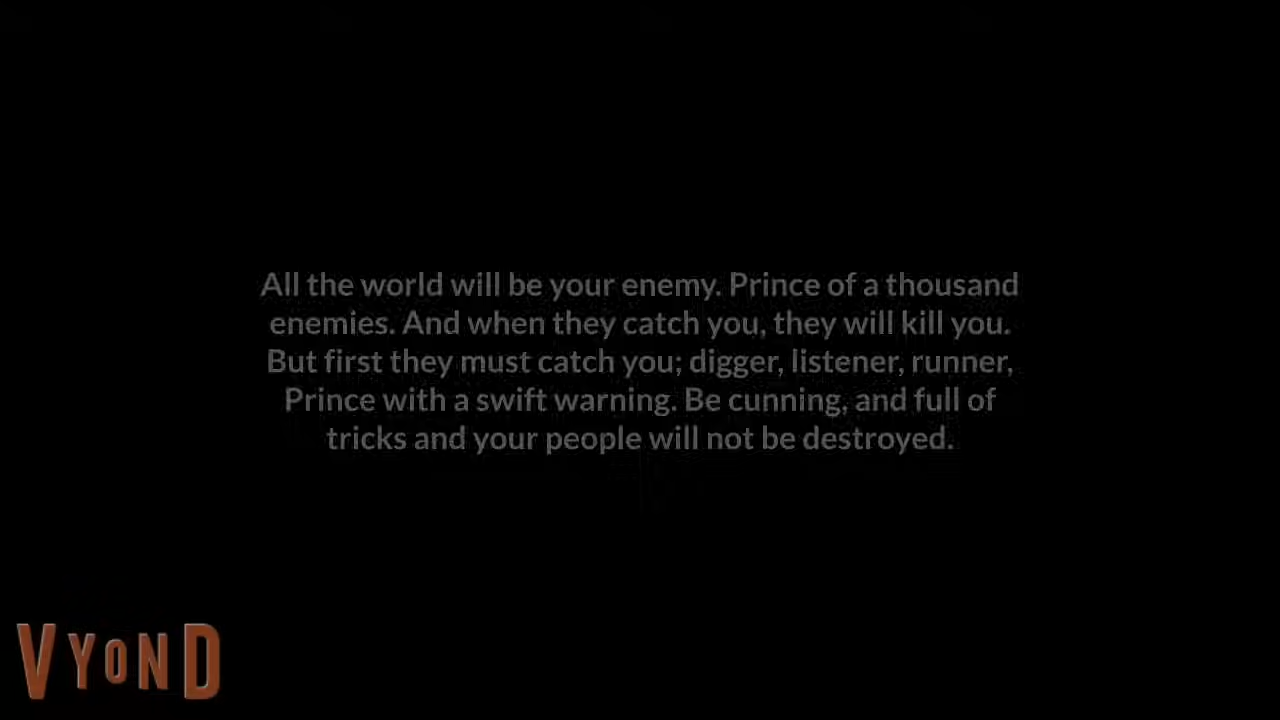 All the world will be your enemy. Prince of a thousand
enemies. And when they catch you, they will kill you.
But first they must catch you; digger, listener, runner,
Prince with a swift warning. Be cunning, and full of
tricks and your people will not be destroyed.
VYOND